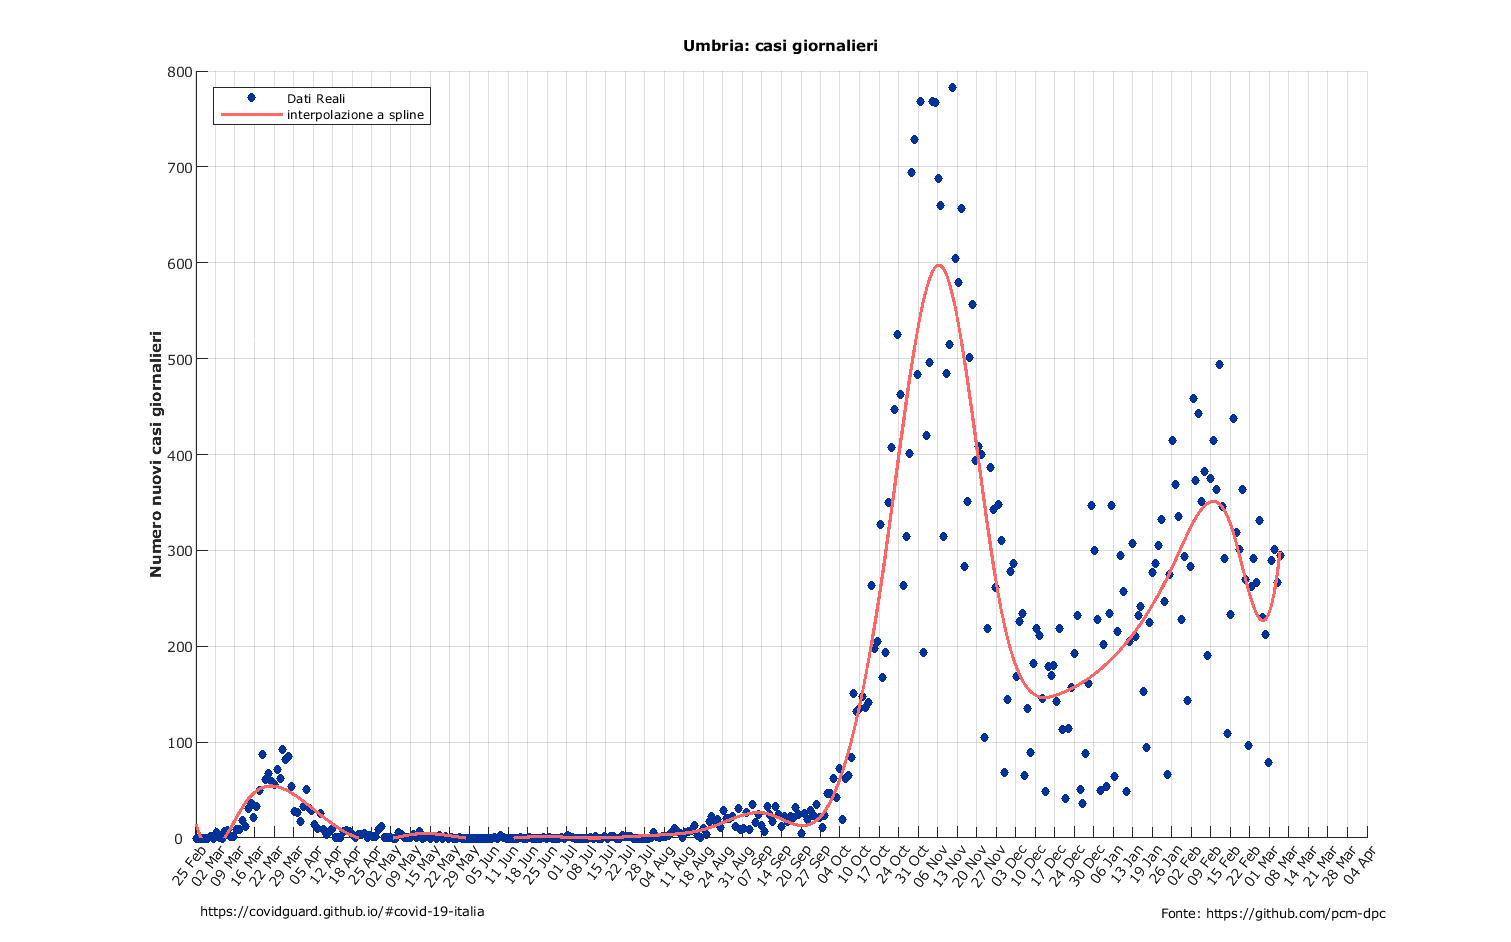 Umbria: casi giornalieri
Dati Reali
interpolazione a spline
Numero nuovi casi giornalieri
800
700
600
500
400
300
200
100
0
25 Feb
02 Mar
09 Mar
16 Mar
22 Mar
29 Mar
05 Apr
12 Apr
18 Apr
25 Apr
02 May
09 May
15 May
22 May
29 May
05 Jun
11 Jun
18 Jun
25 Jun
01 Jul
08 Jul
15 Jul
22 Jul
28 Jul
04 Aug
11 Aug
18 Aug
24 Aug
31 Aug
07 Sep
14 Sep
20 Sep
27 Sep
04 Oct
10 Oct
17 Oct
24 Oct
31 Oct
06 Nov
13 Nov
20 Nov
27 Nov
03 Dec
10 Dec
17 Dec
24 Dec
30 Dec
06 Jan
13 Jan
19 Jan
26 Jan
02 Feb
09 Feb
15 Feb
22 Feb
01 Mar
08 Mar
14 Mar
21 Mar
28 Mar
04 Apr
https://covidguard.github.io/#covid-19-italia
Fonte: https://github.com/pcm-dpc